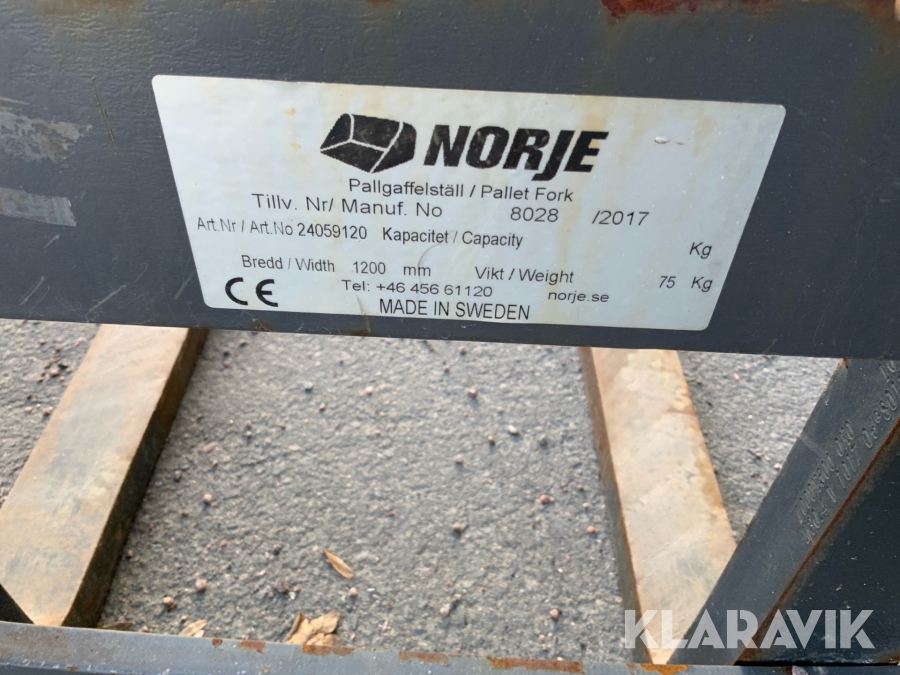 NORJE
Pallgaffelställ / Pallet Fork
Tillv. Nr/ Manuf. No 8028 /2017
Art.Nr / Art.No 24059120 Kapacitet / Capacity Kg
Bredd / Width 1200 mm Vikt / Weight 75 Kg
Tel: +46 456 61120 norje.se
CE MADE IN SWEDEN
KLARAVIK